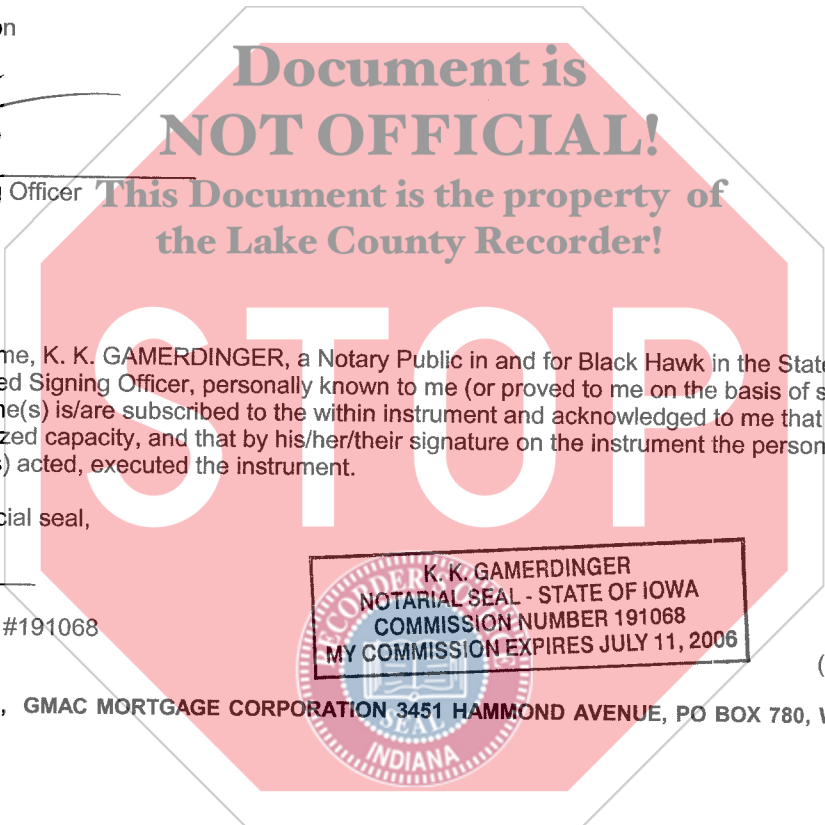 on
Document is
NOT OFFICIAL!
Officer
This Document is the property of
the Lake County Recorder!
STOP
me, K. K. GAMERDINGER, a Notary Public in and for Black Hawk in the State
ed Signing Officer, personally known to me (or proved to me on the basis of s
ne(s) is/are subscribed to the within instrument and acknowledged to me that
zed capacity, and that by his/her/their signature on the instrument the person
s) acted, executed the instrument.
cial seal,
K. K. GAMERDINGER
NOTARIAL SEAL - STATE OF IOWA
COMMISSION NUMBER 191068
MY COMMISSION EXPIRES JULY 11, 2006
#191068
(
, GMAC MORTGAGE CORPORATION 3451 HAMMOND AVENUE, PO BOX 780, W
RECORDER'S OFFICE
SEAL
INDIANA